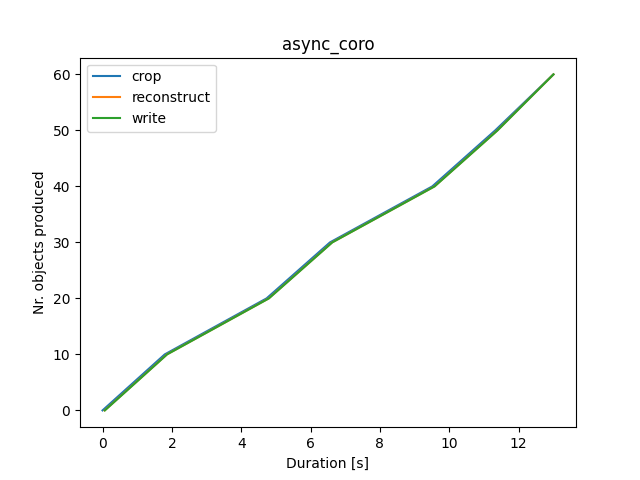 async_coro
crop
reconstruct
write
Nr. objects produced
60
50
40
30
20
10
0
0 2 4 6 8 10 12
Duration [s]